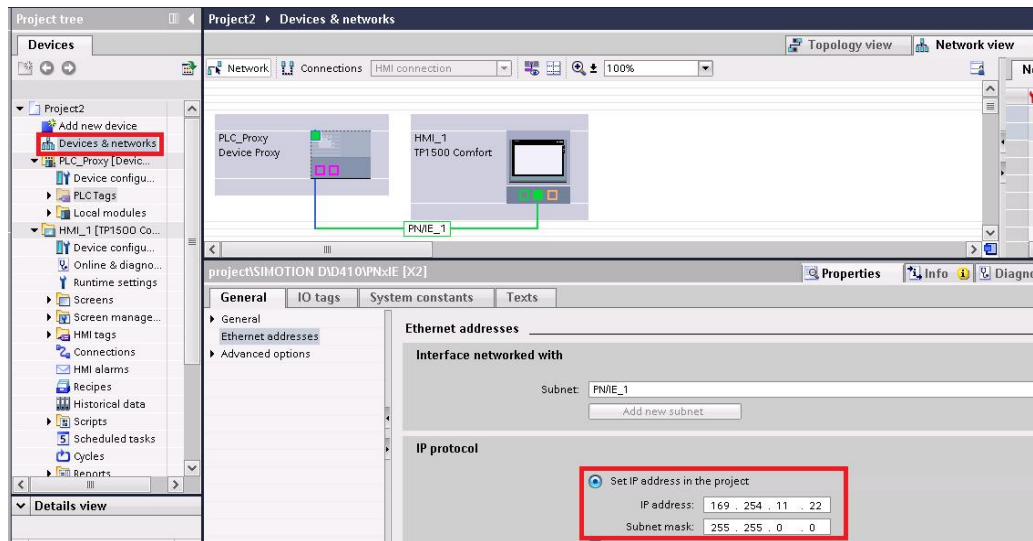 Project tree
Devices
Project2
Add new device
Devices & networks
PLC_Proxy [Devic...
Device configu...
PLC Tags
Local modules
HMI_1 [TP1500 Co...
Device configu...
Online & diagno...
Runtime settings
Screens
Screen manage...
HMI tags
Connections
HMI alarms
Recipes
Historical data
Scripts
Scheduled tasks
Cycles
Reports
Details view
Project2 ▸ Devices & networks
Topology view
Network view
Network
Connections
HMI connection
100%
PLC_Proxy
Device Proxy
HMI_1
TP1500 Comfort
PN/IE_1
project\SIMOTION D\D410\PNxIE [X2]
Properties
Info
Diagno
General
IO tags
System constants
Texts
General
Ethernet addresses
Advanced options
Ethernet addresses
Interface networked with
Subnet: PN/IE_1
Add new subnet
IP protocol
Set IP address in the project
IP address: 169 . 254 . 11 . 22
Subnet mask: 255 . 255 . 0 . 0